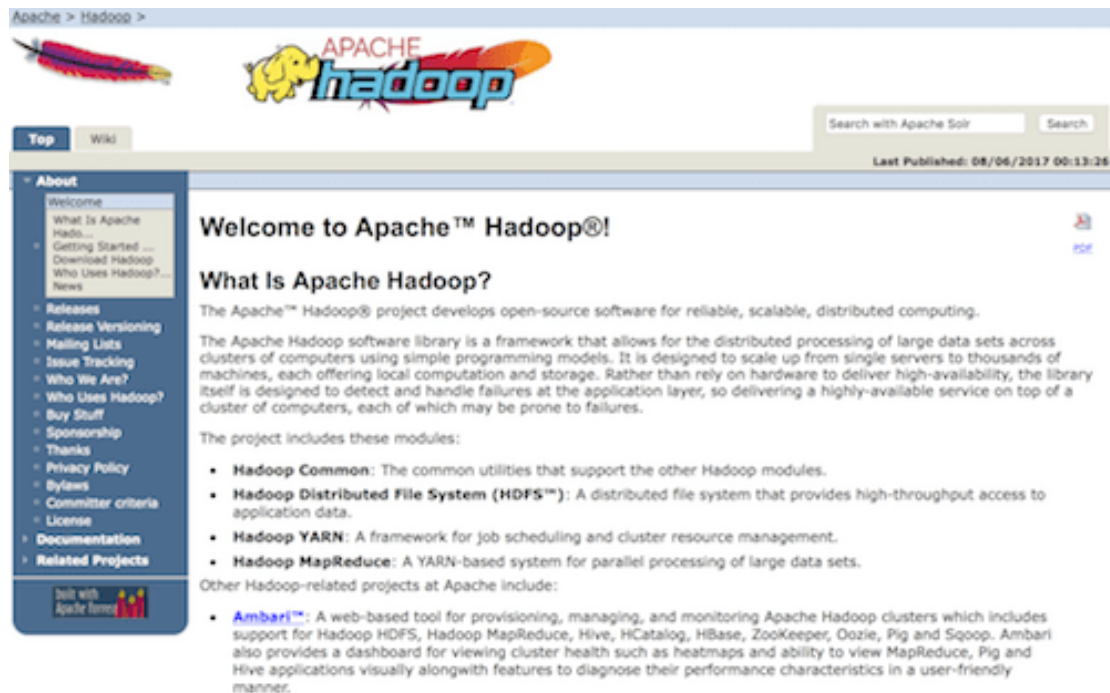 Apache > Hadoop >
APACHE
hadoop
Search with Apache Solr
Search
Top
Wiki
Last Published: 08/06/2017 00:13:26
About
Welcome
What Is Apache
Hado...
Getting Started ...
Download Hadoop
Who Uses Hadoop?...
News
Releases
Release Versioning
Mailing Lists
Issue Tracking
Who We Are?
Who Uses Hadoop?
Buy Stuff
Sponsorship
Thanks
Privacy Policy
Bylaws
Committer criteria
License
Documentation
Related Projects
built with
Apache Forrest
Welcome to Apache™ Hadoop®!
PDF
What Is Apache Hadoop?
The Apache™ Hadoop® project develops open-source software for reliable, scalable, distributed computing.
The Apache Hadoop software library is a framework that allows for the distributed processing of large data sets across
clusters of computers using simple programming models. It is designed to scale up from single servers to thousands of
machines, each offering local computation and storage. Rather than rely on hardware to deliver high-availability, the library
itself is designed to detect and handle failures at the application layer, so delivering a highly-available service on top of a
cluster of computers, each of which may be prone to failures.
The project includes these modules:
• Hadoop Common: The common utilities that support the other Hadoop modules.
• Hadoop Distributed File System (HDFS™): A distributed file system that provides high-throughput access to
application data.
• Hadoop YARN: A framework for job scheduling and cluster resource management.
• Hadoop MapReduce: A YARN-based system for parallel processing of large data sets.
Other Hadoop-related projects at Apache include:
• Ambari™: A web-based tool for provisioning, managing, and monitoring Apache Hadoop clusters which includes
support for Hadoop HDFS, Hadoop MapReduce, Hive, HCatalog, HBase, ZooKeeper, Oozie, Pig and Sqoop. Ambari
also provides a dashboard for viewing cluster health such as heatmaps and ability to view MapReduce, Pig and
Hive applications visually alongwith features to diagnose their performance characteristics in a user-friendly
manner.